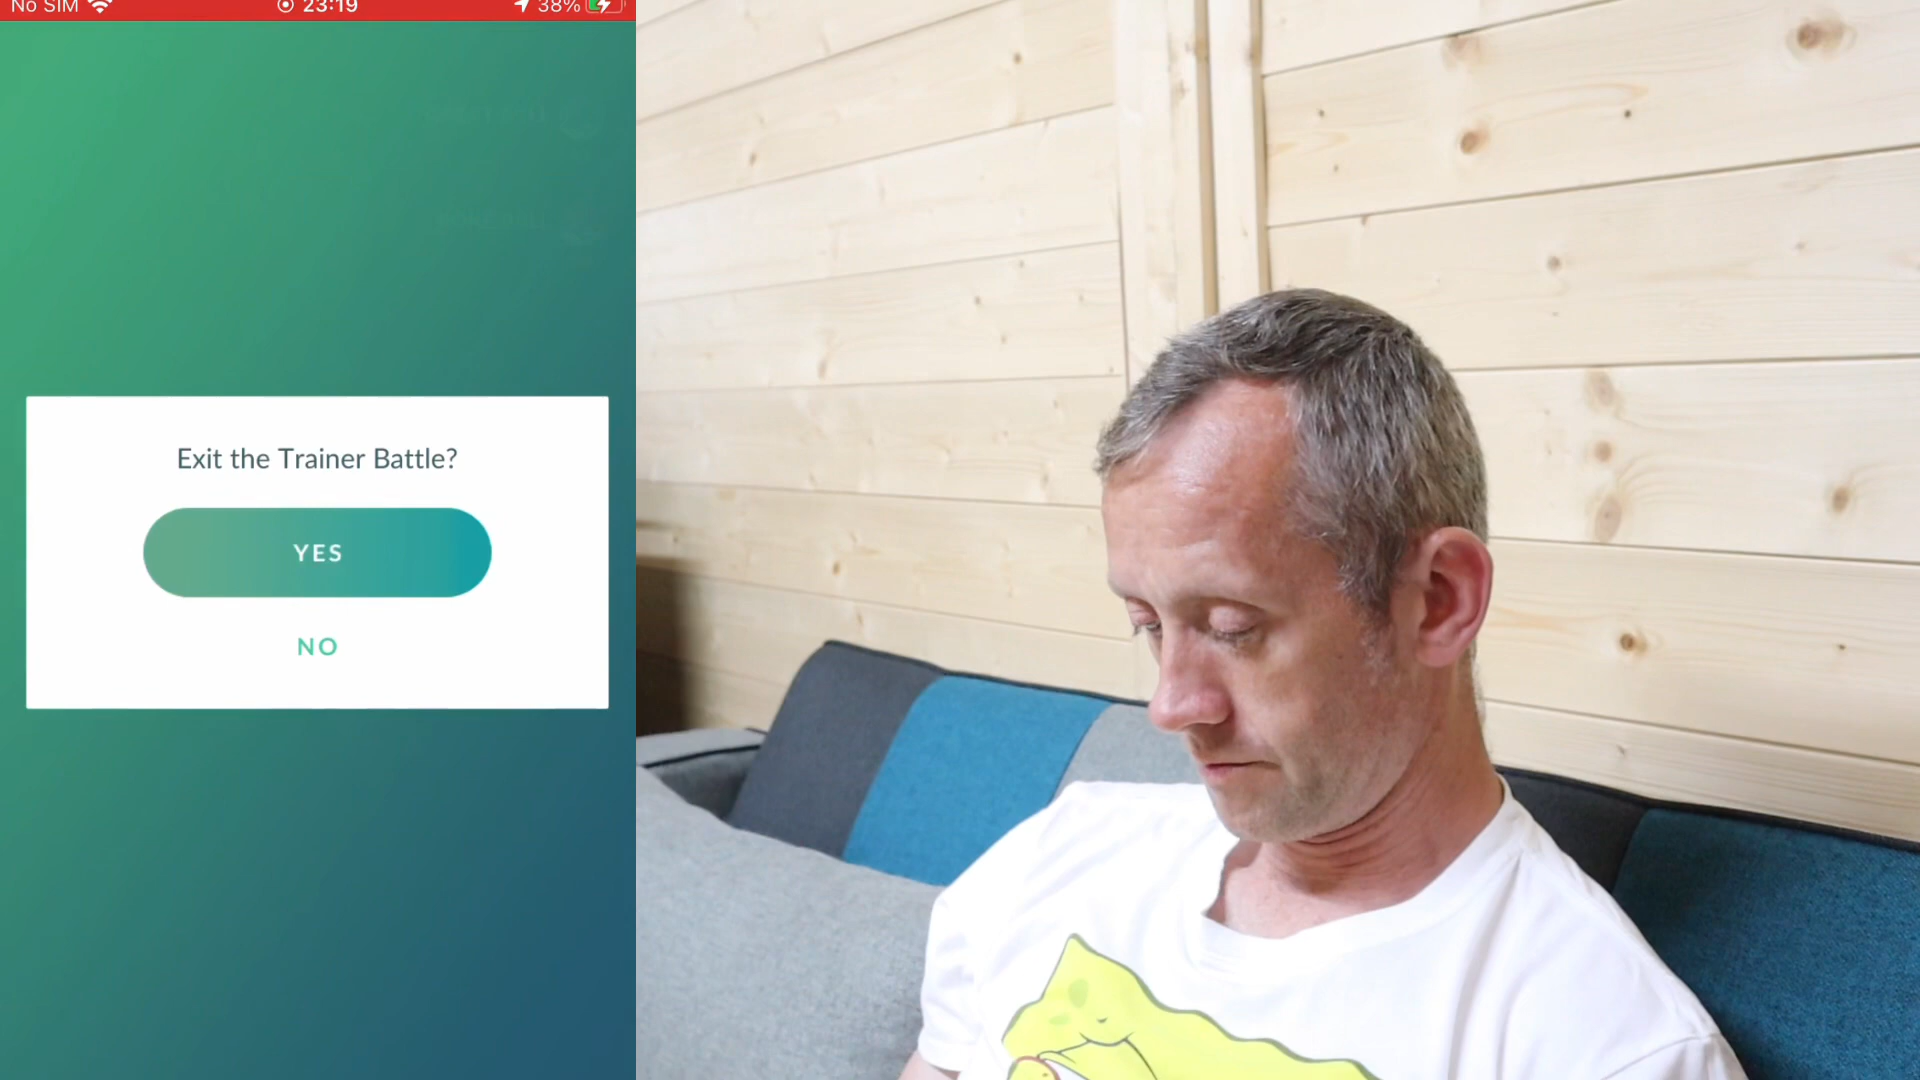 No SIM 23:19 38%
Exit the Trainer Battle?
YES
NO